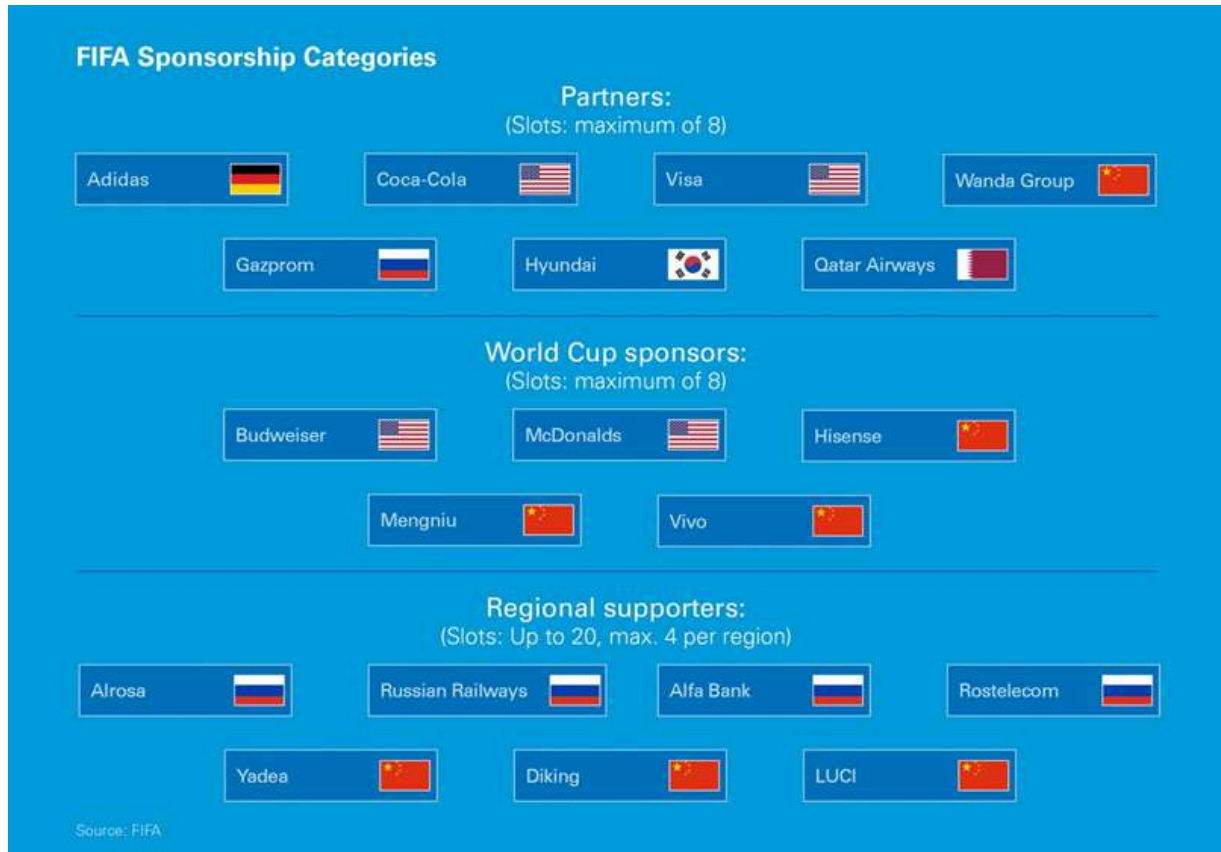 FIFA Sponsorship Categories
Partners:
(Slots: maximum of 8)
Adidas
Coca-Cola
Visa
Wanda Group
Gazprom
Hyundai
Qatar Airways
World Cup sponsors:
(Slots: maximum of 8)
Budweiser
McDonalds
Hisense
Mengniu
Vivo
Regional supporters:
(Slots: Up to 20, max. 4 per region)
Alrosa
Russian Railways
Alfa Bank
Rostelecom
Yadea
Diking
LUCI
Source: FIFA